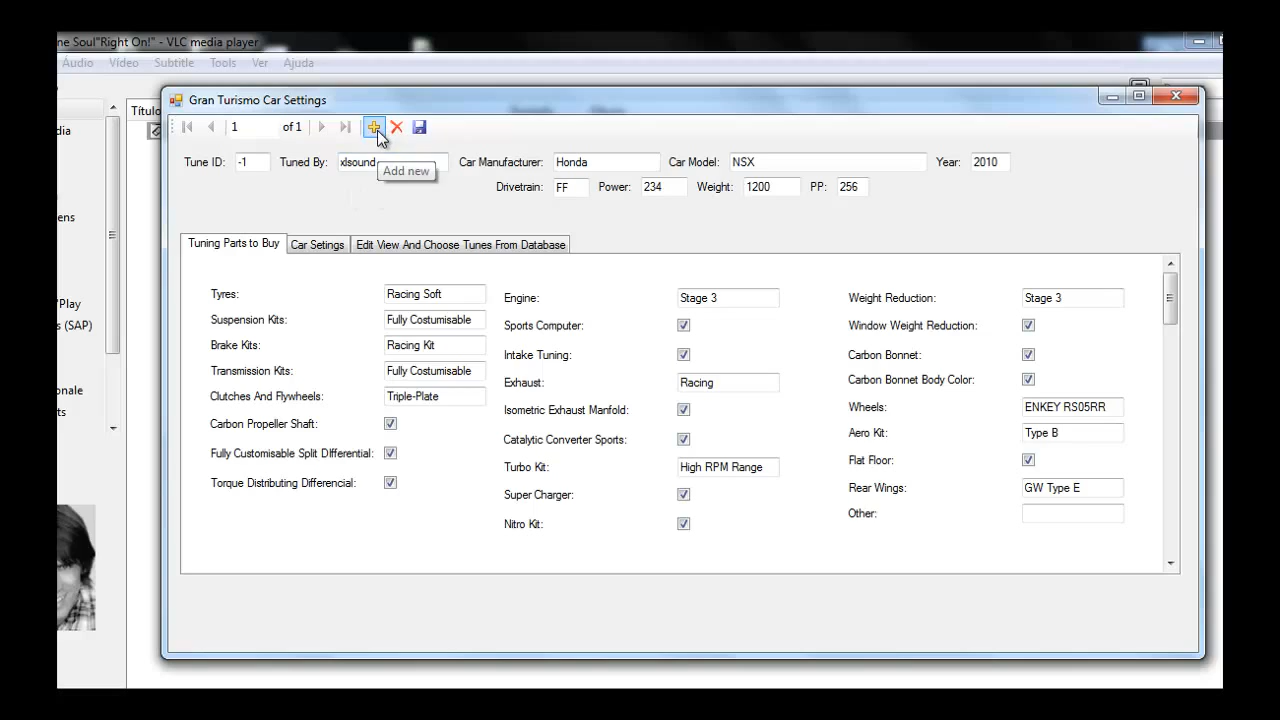 ne Soul"Right On!" - VLC media player
Áudio Vídeo Subtitle Tools Ver Ajuda
Gran Turismo Car Settings
Título
dia
1 of 1
Tune ID: -1 Tuned By: xlsound Car Manufacturer: Honda Car Model: NSX Year: 2010
Add new
Drivetrain: FF Power: 234 Weight: 1200 PP: 256
ens
Tuning Parts to Buy Car Setings Edit View And Choose Tunes From Database
Tyres: Racing Soft Engine: Stage 3 Weight Reduction: Stage 3
'Play
Suspension Kits: Fully Costumisable Sports Computer: Window Weight Reduction:
s (SAP)
Brake Kits: Racing Kit Intake Tuning: Carbon Bonnet:
Transmission Kits: Fully Costumisable Exhaust: Racing Carbon Bonnet Body Color:
ionale
Clutches And Flywheels: Triple-Plate Isometric Exhaust Manfold: Wheels: ENKEY RS05RR
ts
Carbon Propeller Shaft: Catalytic Converter Sports: Aero Kit: Type B
Fully Customisable Split DIfferential: Turbo Kit: High RPM Range Flat Floor:
Torque Distributing Differencial: Super Charger: Rear Wings: GW Type E
Nitro Kit: Other: